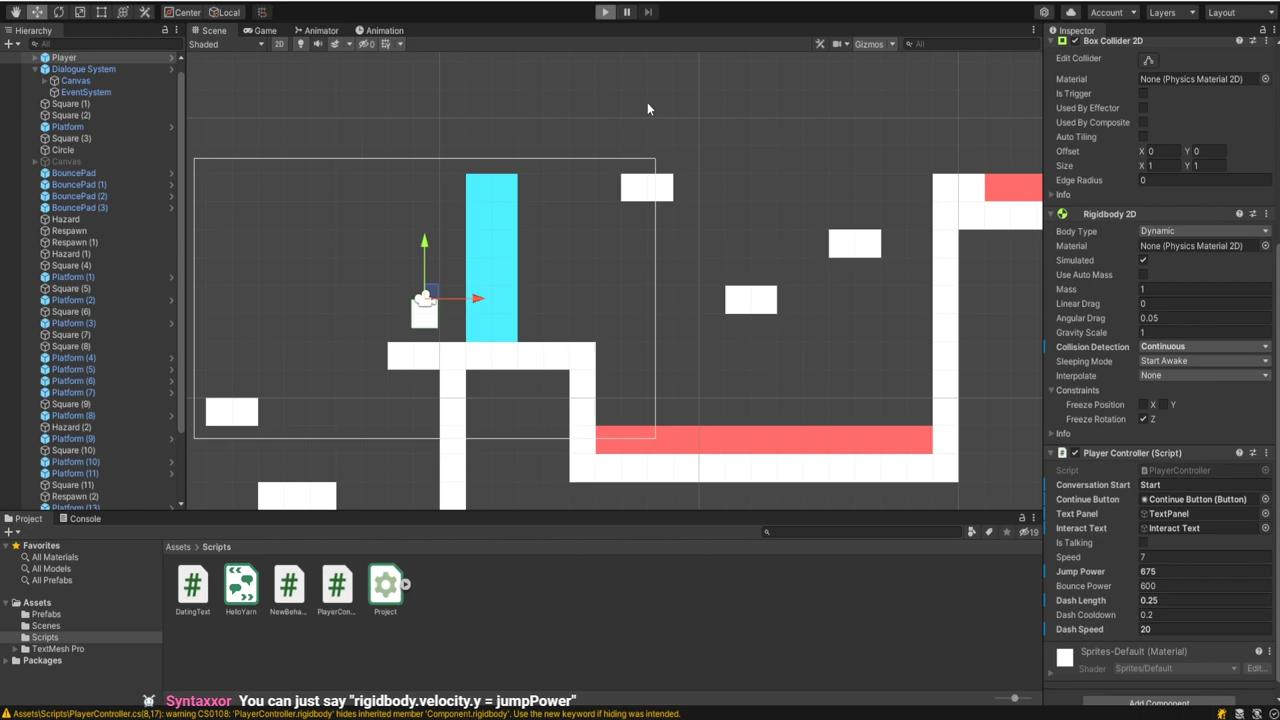 Center Local Account Layers Layout
Hierarchy Scene Game Animator Animation Inspector
All Shaded 2D 0 Gizmos All
Player
Dialogue System
Canvas
EventSystem
Square (1)
Square (2)
Platform
Square (3)
Circle
Canvas
BouncePad
BouncePad (1)
BouncePad (2)
BouncePad (3)
Hazard
Respawn
Respawn (1)
Hazard (1)
Square (4)
Platform (1)
Square (5)
Platform (2)
Square (6)
Platform (3)
Square (7)
Square (8)
Platform (4)
Platform (5)
Platform (6)
Platform (7)
Square (9)
Platform (8)
Hazard (2)
Platform (9)
Square (10)
Platform (10)
Platform (11)
Square (11)
Respawn (2)
Platform (13)
Box Collider 2D
Edit Collider
Material None (Physics Material 2D)
Is Trigger
Used By Effector
Used By Composite
Auto Tiling
Offset X 0 Y 0
Size X 1 Y 1
Edge Radius 0
Info
Rigidbody 2D
Body Type Dynamic
Material None (Physics Material 2D)
Simulated
Use Auto Mass
Mass 1
Linear Drag 0
Angular Drag 0.05
Gravity Scale 1
Collision Detection Continuous
Sleeping Mode Start Awake
Interpolate None
Constraints
Freeze Position X Y
Freeze Rotation Z
Info
Player Controller (Script)
Script PlayerController
Conversation Start Start
Continue Button Continue Button (Button)
Text Panel TextPanel
Interact Text Interact Text
Is Talking
Speed 7
Jump Power 675
Bounce Power 600
Dash Length 0.25
Dash Cooldown 0.2
Dash Speed 20
Sprites-Default (Material)
Shader Sprites/Default Edit...
Add Component
Project Console
19
Favorites
All Materials
All Models
All Prefabs
Assets
Prefabs
Scenes
Scripts
TextMesh Pro
Packages
Assets > Scripts
DatingText HelloYarn NewBeha... PlayerCon... Project
Syntaxxor You can just say "rigidbody.velocity.y = jumpPower"
Assets\Scripts\PlayerController.cs(8,17): warning CS0108: 'PlayerController.rigidbody' hides inherited member 'Component.rigidbody'. Use the new keyword if hiding was intended.